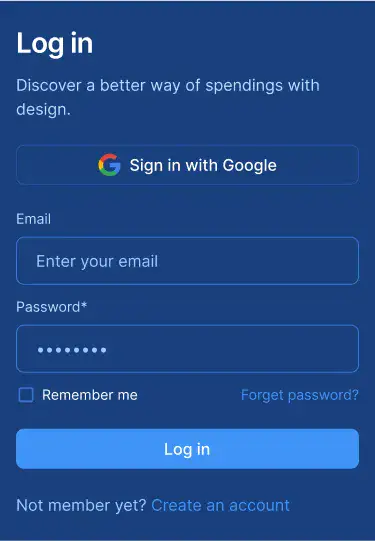 Log in
Discover a better way of spendings with
design.
Sign in with Google
Email
Enter your email
Password*
••••••••
Remember me
Forget password?
Log in
Not member yet? Create an account